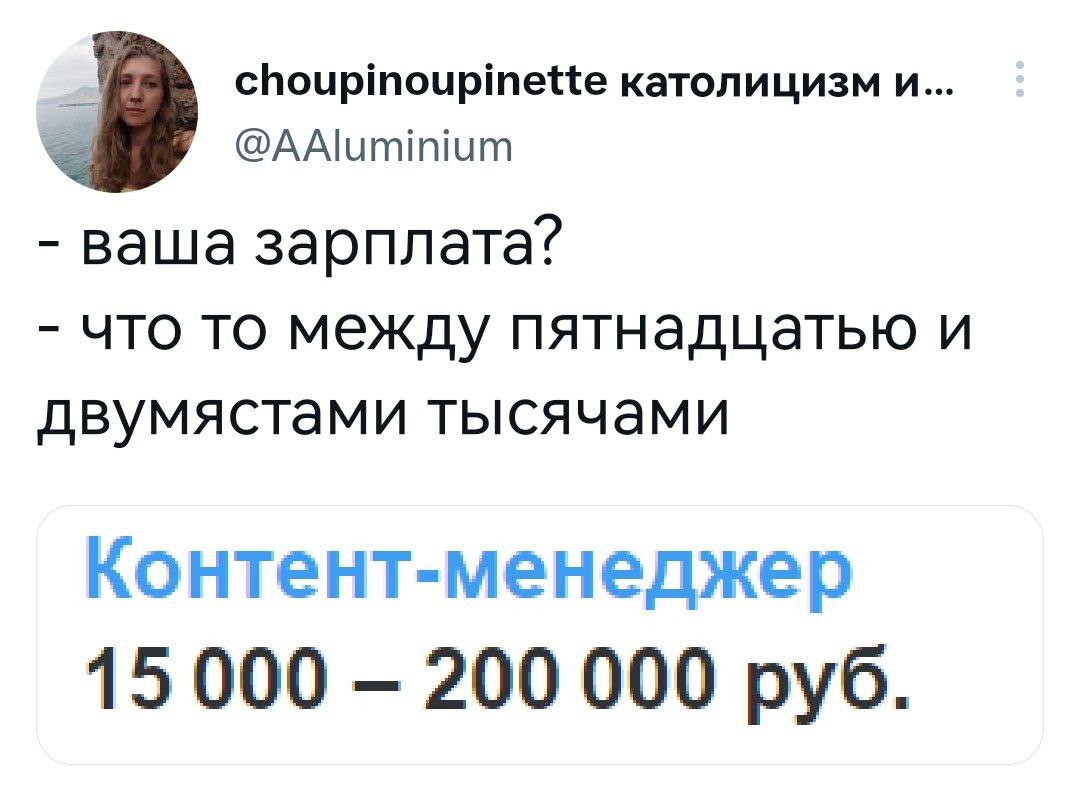 choupinoupinette католицизм и...
@AAluminium
- ваша зарплата?
- что то между пятнадцатью и
двумястами тысячами
Контент-менеджер
15 000 – 200 000 руб.